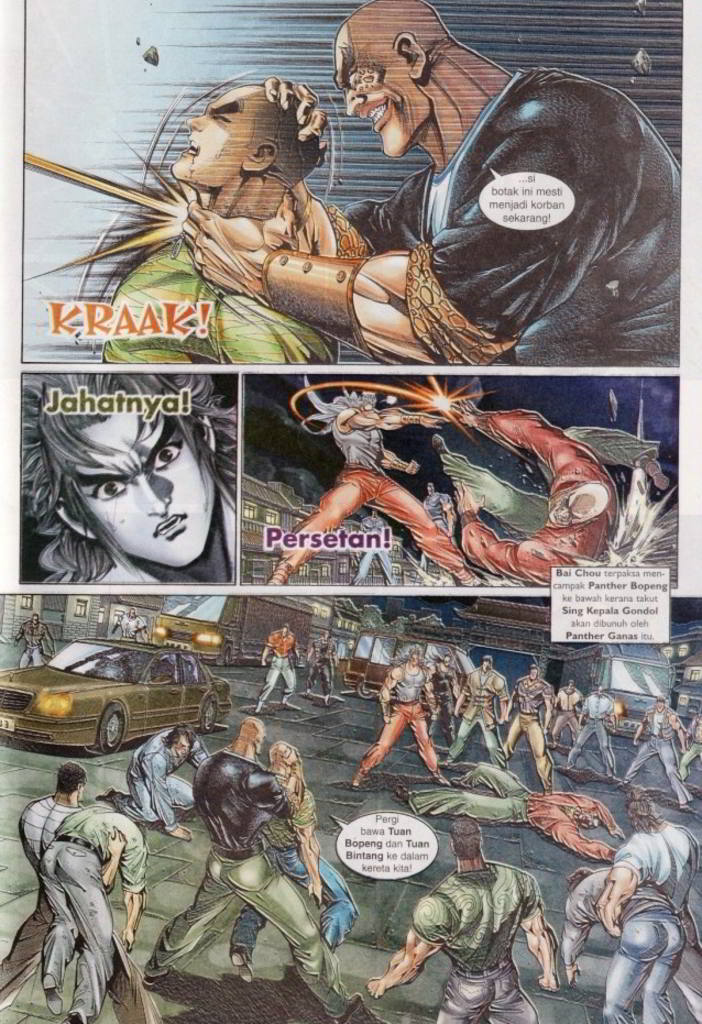 ...si
botak ini mesti
menjadi korban
sekarang!
KRAAK!
Jahatnya!
Persetan!
Bai Chou terpaksa men-
campak Panther Bopeng
ke bawah kerana takut
Sing Kepala Gondol
akan dibunuh oleh
Panther Ganas itu.
Pergi
bawa Tuan
Bopeng dan Tuan
Bintang ke dalam
kereta kita!